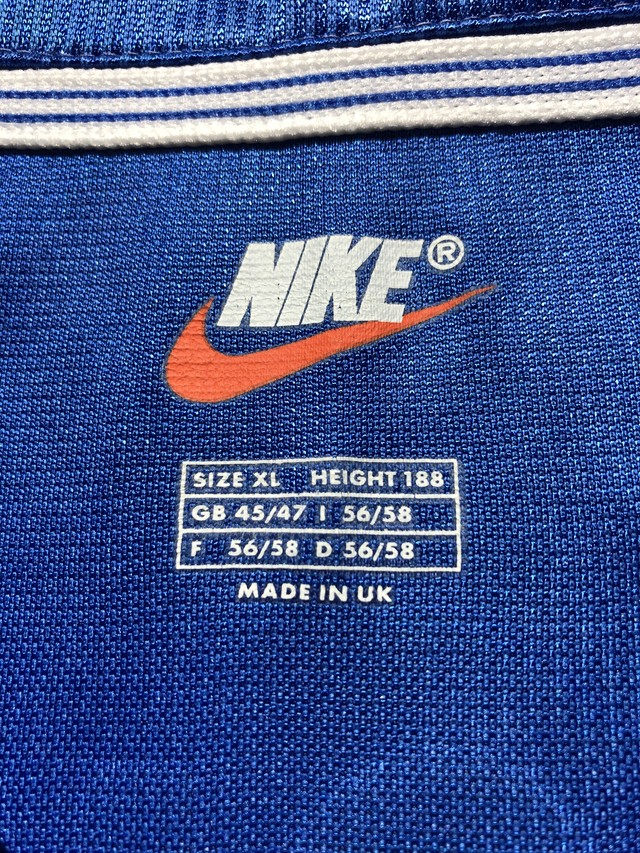 NIKE®
SIZE XL HEIGHT 188
GB 45/47 I 56/58
F 56/58 D 56/58
MADE IN UK